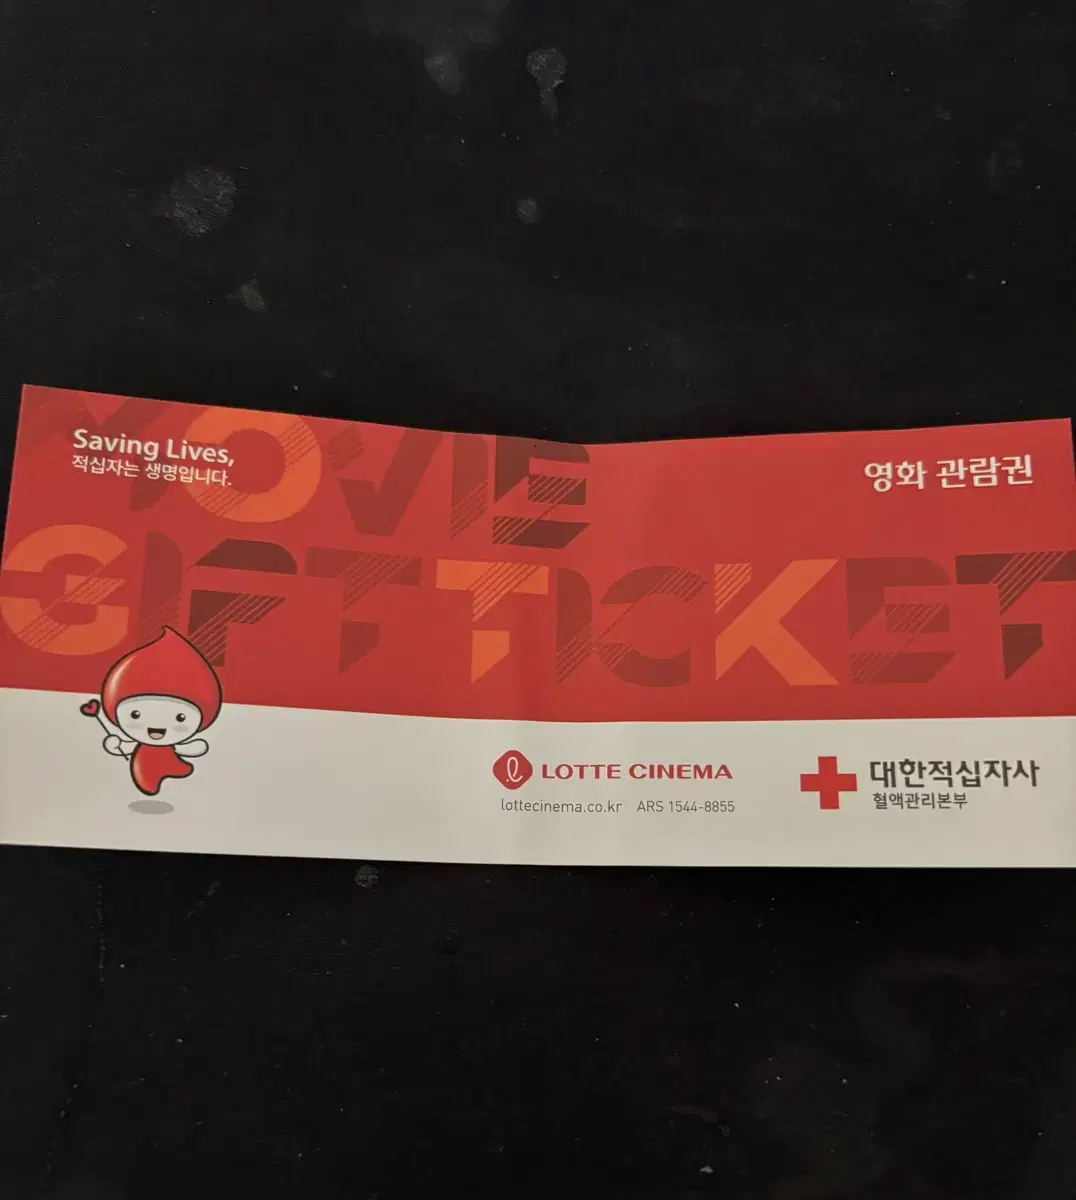 Saving Lives,
적십자는 생명입니다.
영화 관람권
MOVIE
GIFT TICKET
LOTTE CINEMA
lottecinema.co.kr ARS 1544-8855
대한적십자사
혈액관리본부